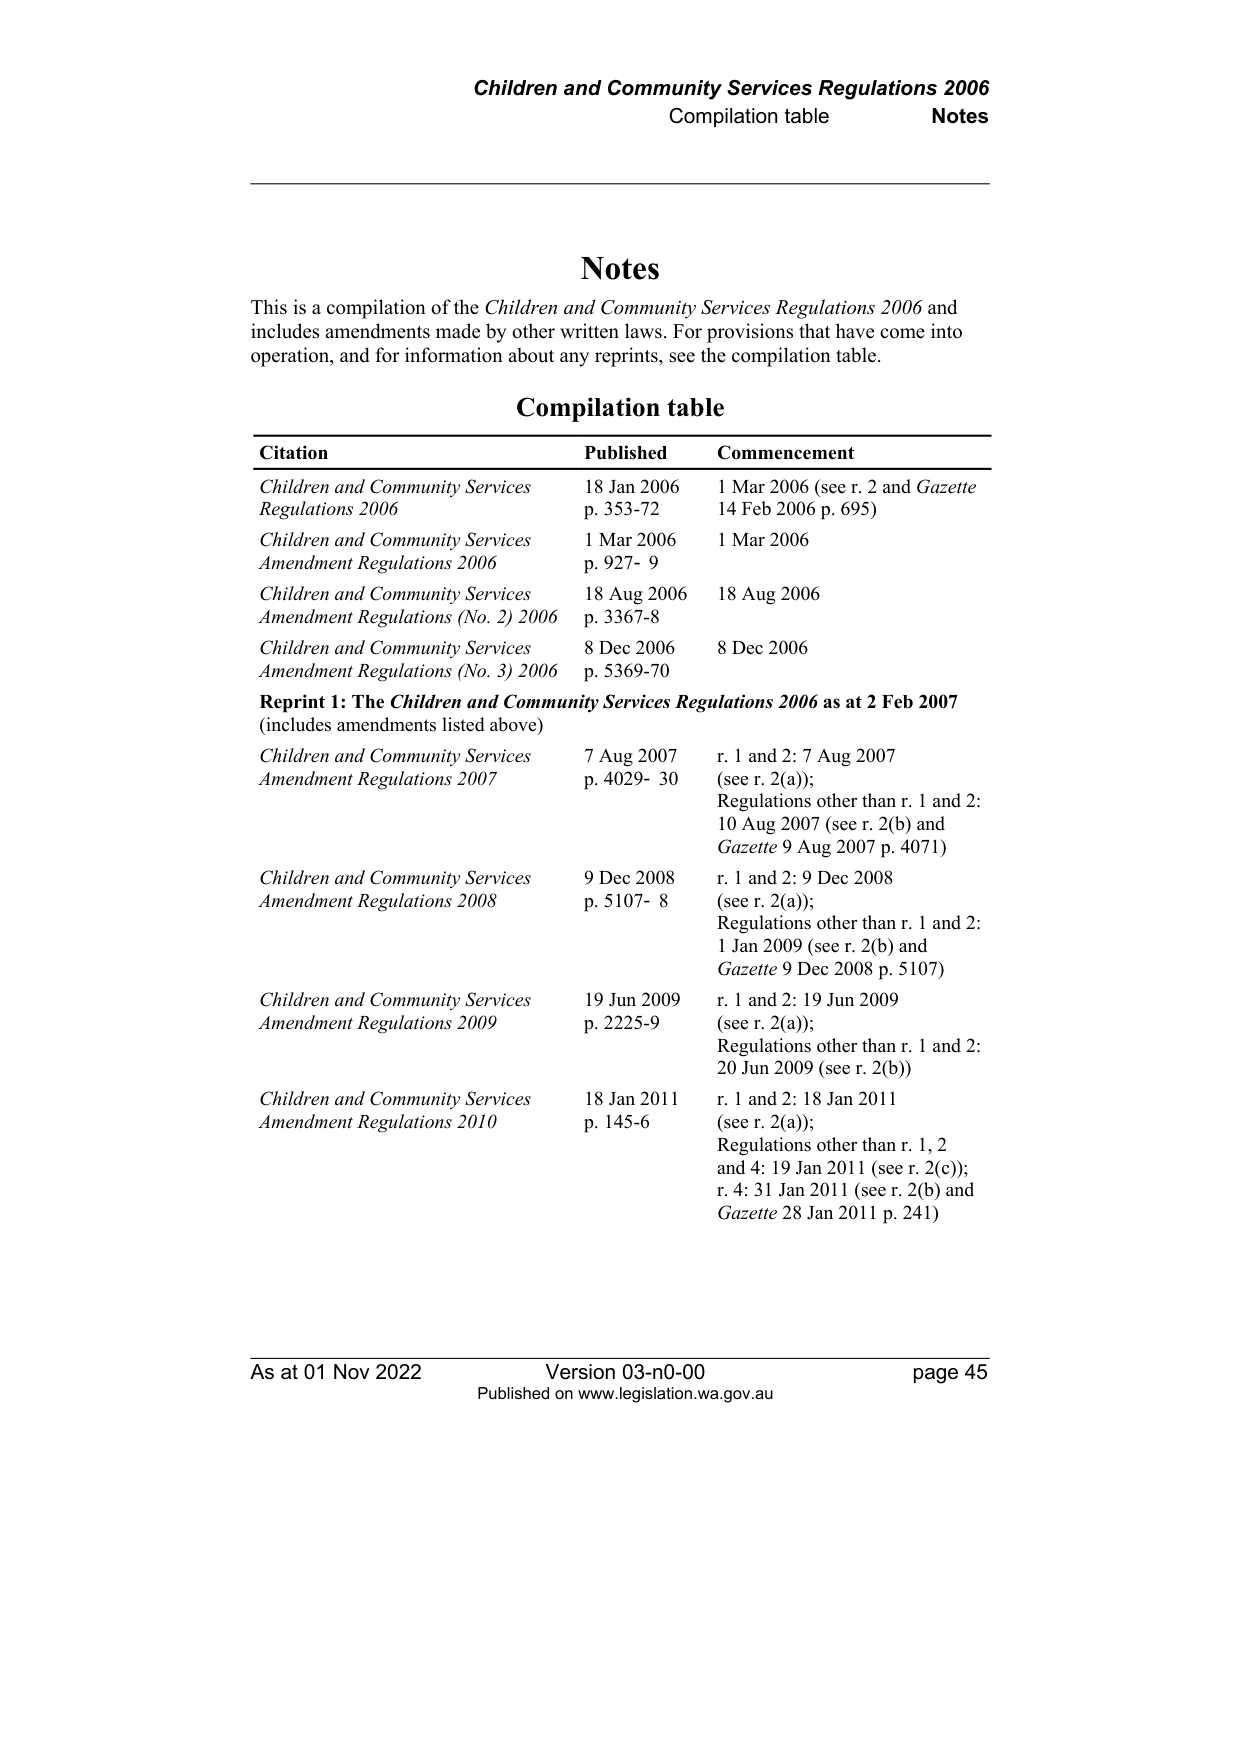 Children and Community Services Regulations 2006
Compilation table Notes
Notes
This is a compilation of the Children and Community Services Regulations 2006 and
includes amendments made by other written laws. For provisions that have come into
operation, and for information about any reprints, see the compilation table.
Compilation table
Citation Published Commencement
Children and Community Services 18 Jan 2006 1 Mar 2006 (see r. 2 and Gazette
Regulations 2006 p. 353-72 14 Feb 2006 p. 695)
Children and Community Services 1 Mar 2006 1 Mar 2006
Amendment Regulations 2006 p. 927- 9
Children and Community Services 18 Aug 2006 18 Aug 2006
Amendment Regulations (No. 2) 2006 p. 3367-8
Children and Community Services 8 Dec 2006 8 Dec 2006
Amendment Regulations (No. 3) 2006 p. 5369-70
Reprint 1: The Children and Community Services Regulations 2006 as at 2 Feb 2007
(includes amendments listed above)
Children and Community Services 7 Aug 2007 r. 1 and 2: 7 Aug 2007
Amendment Regulations 2007 p. 4029- 30 (see r. 2(a));
Regulations other than r. 1 and 2:
10 Aug 2007 (see r. 2(b) and
Gazette 9 Aug 2007 p. 4071)
Children and Community Services 9 Dec 2008 r. 1 and 2: 9 Dec 2008
Amendment Regulations 2008 p. 5107- 8 (see r. 2(a));
Regulations other than r. 1 and 2:
1 Jan 2009 (see r. 2(b) and
Gazette 9 Dec 2008 p. 5107)
Children and Community Services 19 Jun 2009 r. 1 and 2: 19 Jun 2009
Amendment Regulations 2009 p. 2225-9 (see r. 2(a));
Regulations other than r. 1 and 2:
20 Jun 2009 (see r. 2(b))
Children and Community Services 18 Jan 2011 r. 1 and 2: 18 Jan 2011
Amendment Regulations 2010 p. 145-6 (see r. 2(a));
Regulations other than r. 1, 2
and 4: 19 Jan 2011 (see r. 2(c));
r. 4: 31 Jan 2011 (see r. 2(b) and
Gazette 28 Jan 2011 p. 241)
As at 01 Nov 2022 Version 03-n0-00 page 45
Published on www.legislation.wa.gov.au